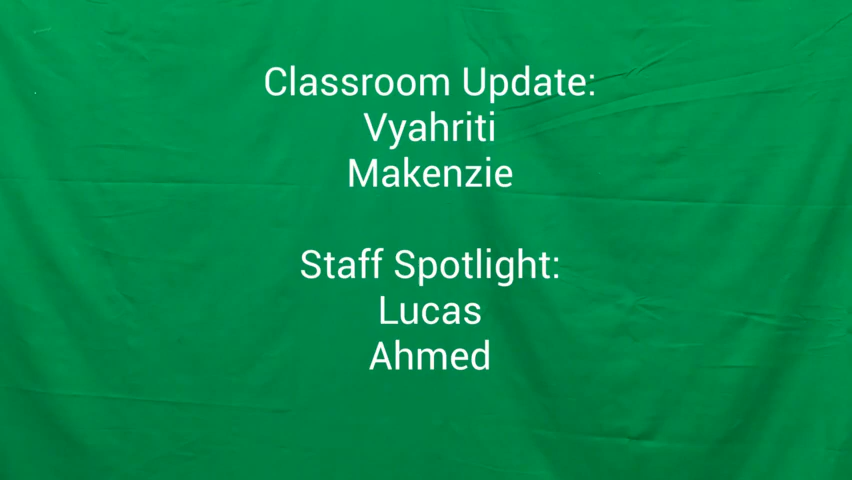 Classroom Update:
Vyahriti
Makenzie
Staff Spotlight:
Lucas
Ahmed